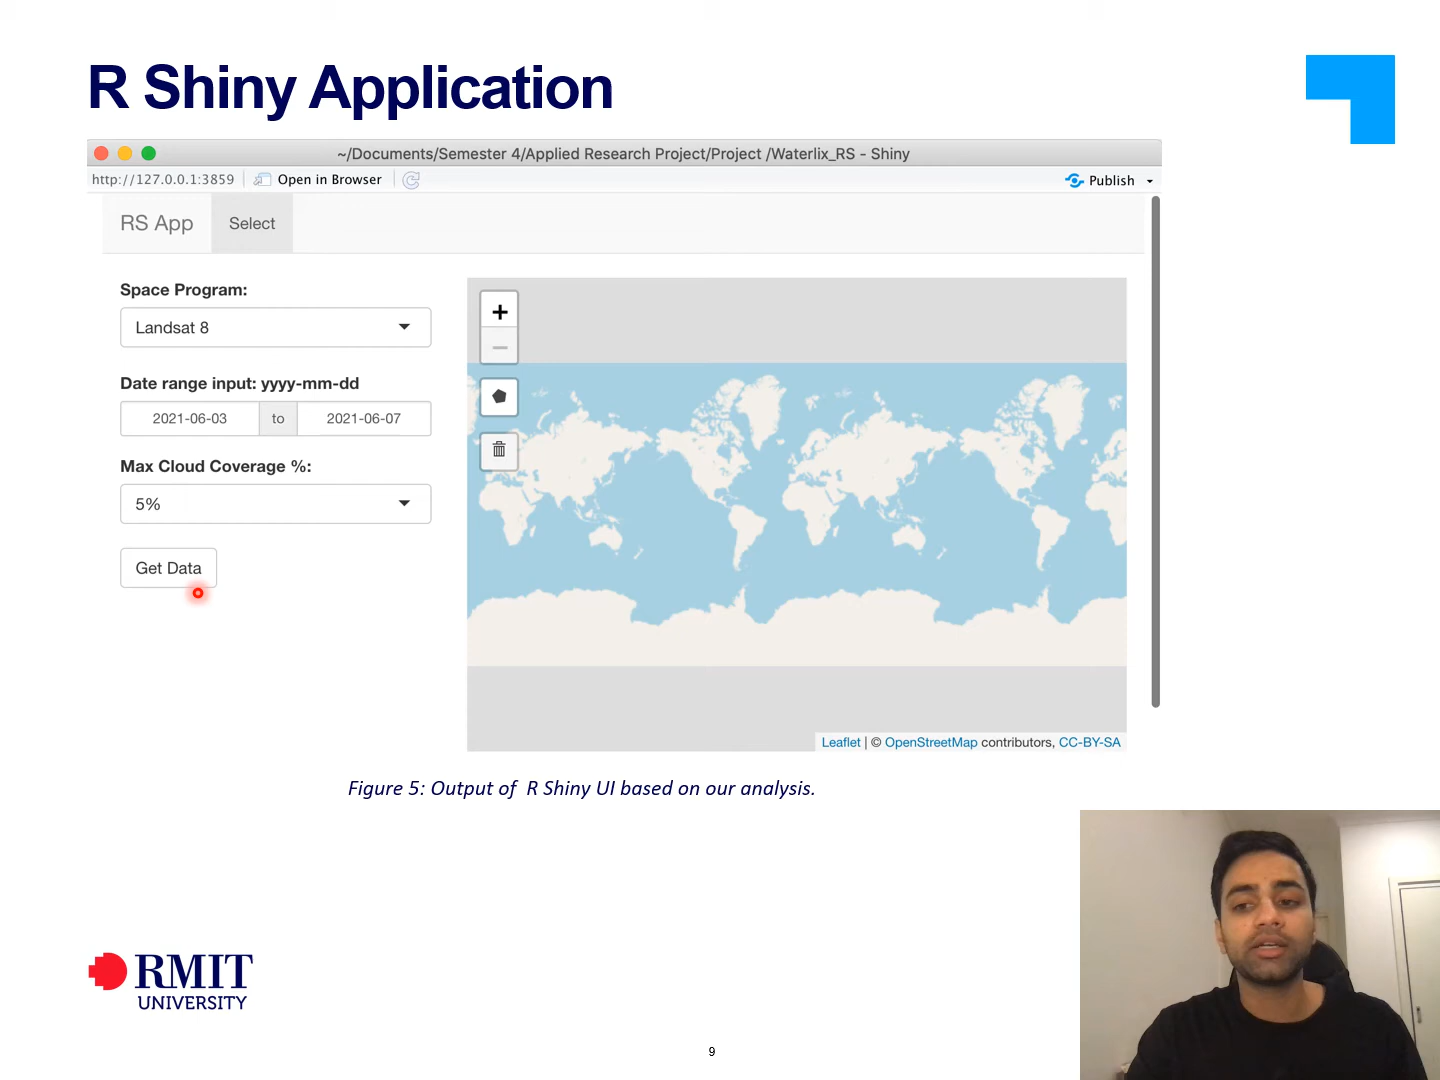 R Shiny Application
~/Documents/Semester 4/Applied Research Project/Project /Waterlix_RS - Shiny
http://127.0.0.1:3859
Open in Browser
Publish
RS App
Select
Space Program:
Landsat 8
Date range input: yyyy-mm-dd
2021-06-03 to 2021-06-07
Max Cloud Coverage %:
5%
Get Data
+
−
Leaflet | © OpenStreetMap contributors, CC-BY-SA
Figure 5: Output of R Shiny UI based on our analysis.
RMIT
UNIVERSITY
9